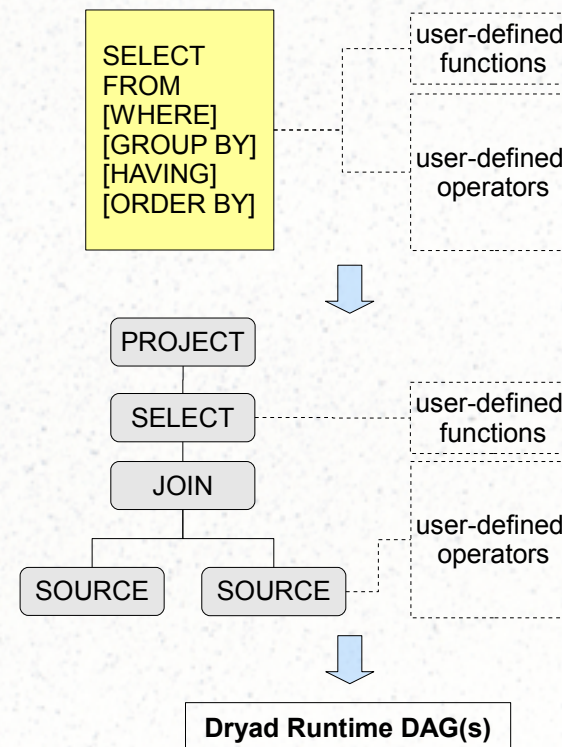 SELECT
FROM
[WHERE]
[GROUP BY]
[HAVING]
[ORDER BY]
user-defined
functions
user-defined
operators
PROJECT
SELECT
JOIN
SOURCE
SOURCE
user-defined
functions
user-defined
operators
Dryad Runtime DAG(s)